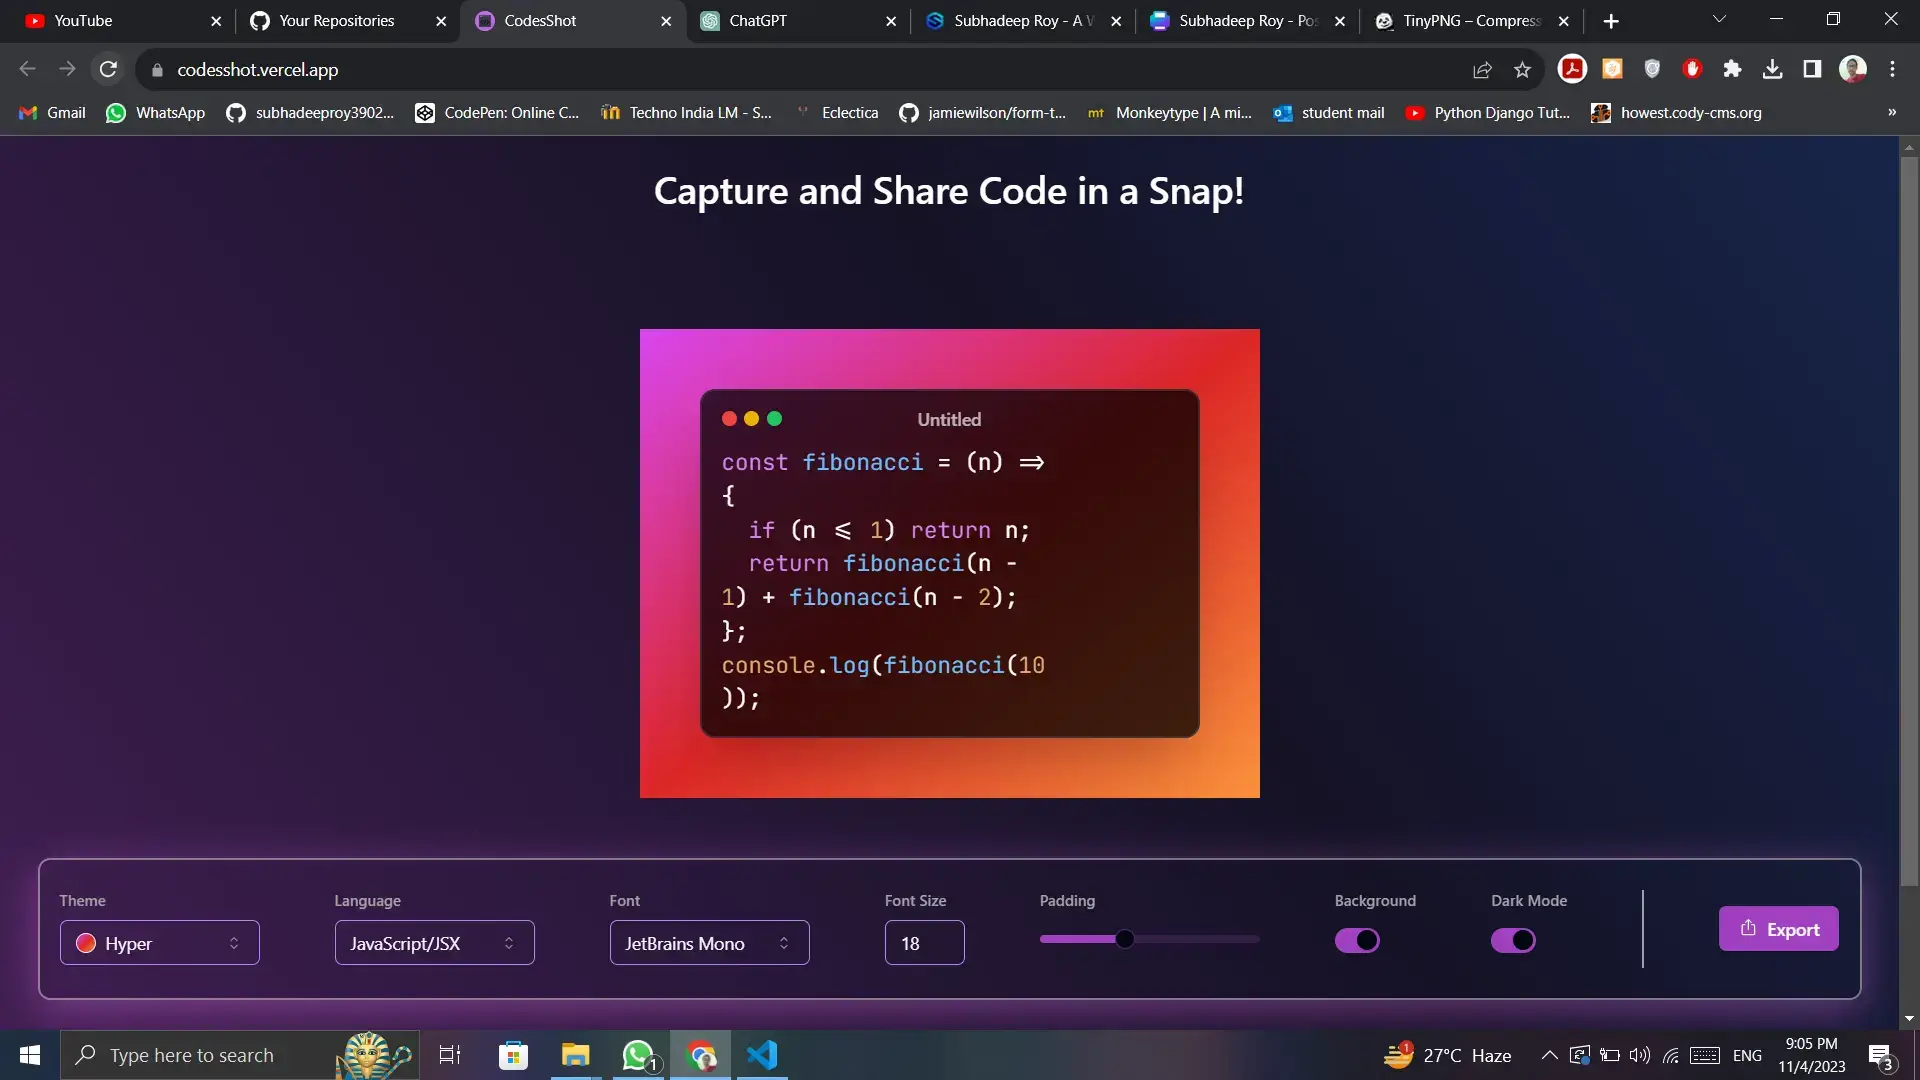 YouTube
Your Repositories
CodesShot
ChatGPT
Subhadeep Roy - A
Subhadeep Roy - Po
TinyPNG – Compress
codesshot.vercel.app
Gmail
WhatsApp
subhadeeproy3902...
CodePen: Online C...
Techno India LM - S...
Eclectica
jamiewilson/form-t...
mt
Monkeytype | A mi...
student mail
Python Django Tut...
howest.cody-cms.org
»
Capture and Share Code in a Snap!
Untitled
const fibonacci = (n) =>
{
if (n <= 1) return n;
return fibonacci(n -
1) + fibonacci(n - 2);
};
console.log(fibonacci(10
));
Theme
Language
Font
Font Size
Padding
Background
Dark Mode
Hyper
JavaScript/JSX
JetBrains Mono
18
Export
Type here to search
1
1
27°C Haze
ENG
9:05 PM
11/4/2023
3